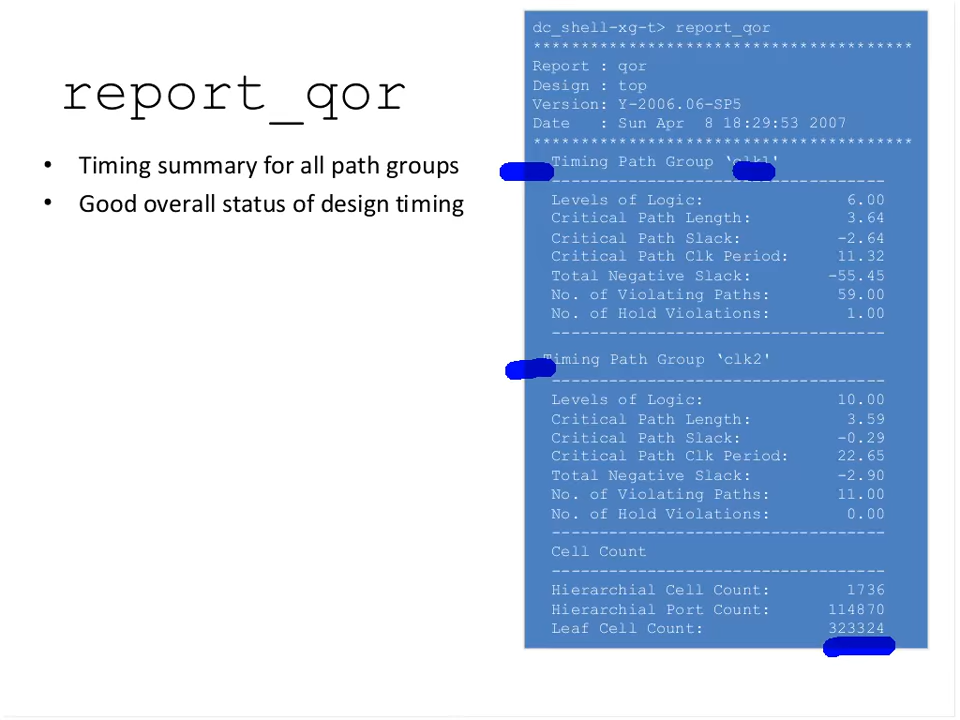 report_qor
• Timing summary for all path groups
• Good overall status of design timing
dc_shell-xg-t> report_qor
****************************************
Report : qor
Design : top
Version: Y-2006.06-SP5
Date   : Sun Apr  8 18:29:53 2007
****************************************
Timing Path Group ‘clk1'
-----------------------------------
Levels of Logic: 6.00
Critical Path Length: 3.64
Critical Path Slack: -2.64
Critical Path Clk Period: 11.32
Total Negative Slack: -55.45
No. of Violating Paths: 59.00
No. of Hold Violations: 1.00
-----------------------------------
Timing Path Group ‘clk2'
-----------------------------------
Levels of Logic: 10.00
Critical Path Length: 3.59
Critical Path Slack: -0.29
Critical Path Clk Period: 22.65
Total Negative Slack: -2.90
No. of Violating Paths: 11.00
No. of Hold Violations: 0.00
-----------------------------------
Cell Count
-----------------------------------
Hierarchial Cell Count: 1736
Hierarchial Port Count: 114870
Leaf Cell Count: 323324